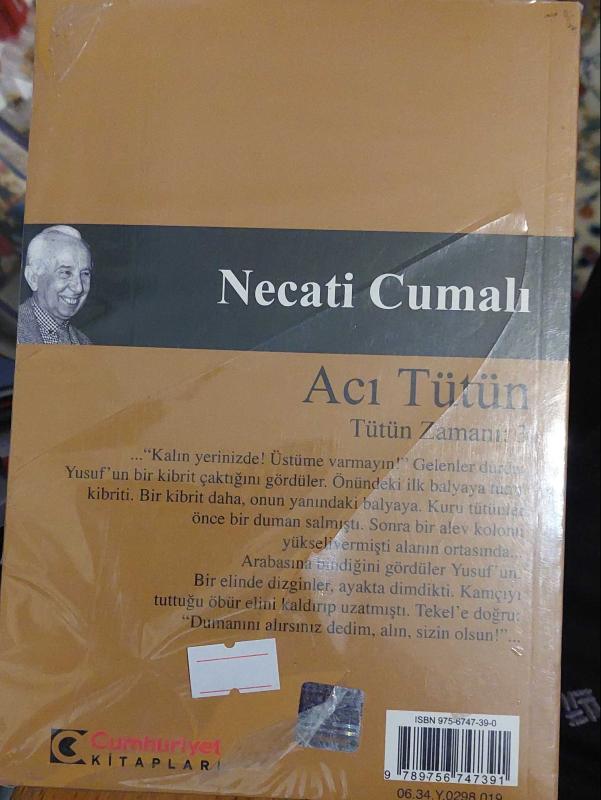 Necati Cumalı
Acı Tütün
Tütün Zamanı: 3
..."Kalın yerinizde! Üstüme varmayın!" Gelenler durdu.
Yusuf'un bir kibrit çaktığını gördüler. Önündeki ilk balyaya tuttu
kibriti. Bir kibrit daha, onun yanındaki balyaya. Kuru tütünler
önce bir duman salmıştı. Sonra bir alev kolonu
yükselivermişti alanın ortasında...
Arabasına bindiğini gördüler Yusuf'un.
Bir elinde dizginler, ayakta dimdikti. Kamçıyı
tuttuğu öbür elini kaldırıp uzatmıştı. Tekel'e doğru:
"Dumanını alırsınız dedim, alın, sizin olsun!"...
ISBN 975-6747-39-0
Cumhuriyet
KİTAPLARI
9 789756 747391
06.34.Y.0298.019